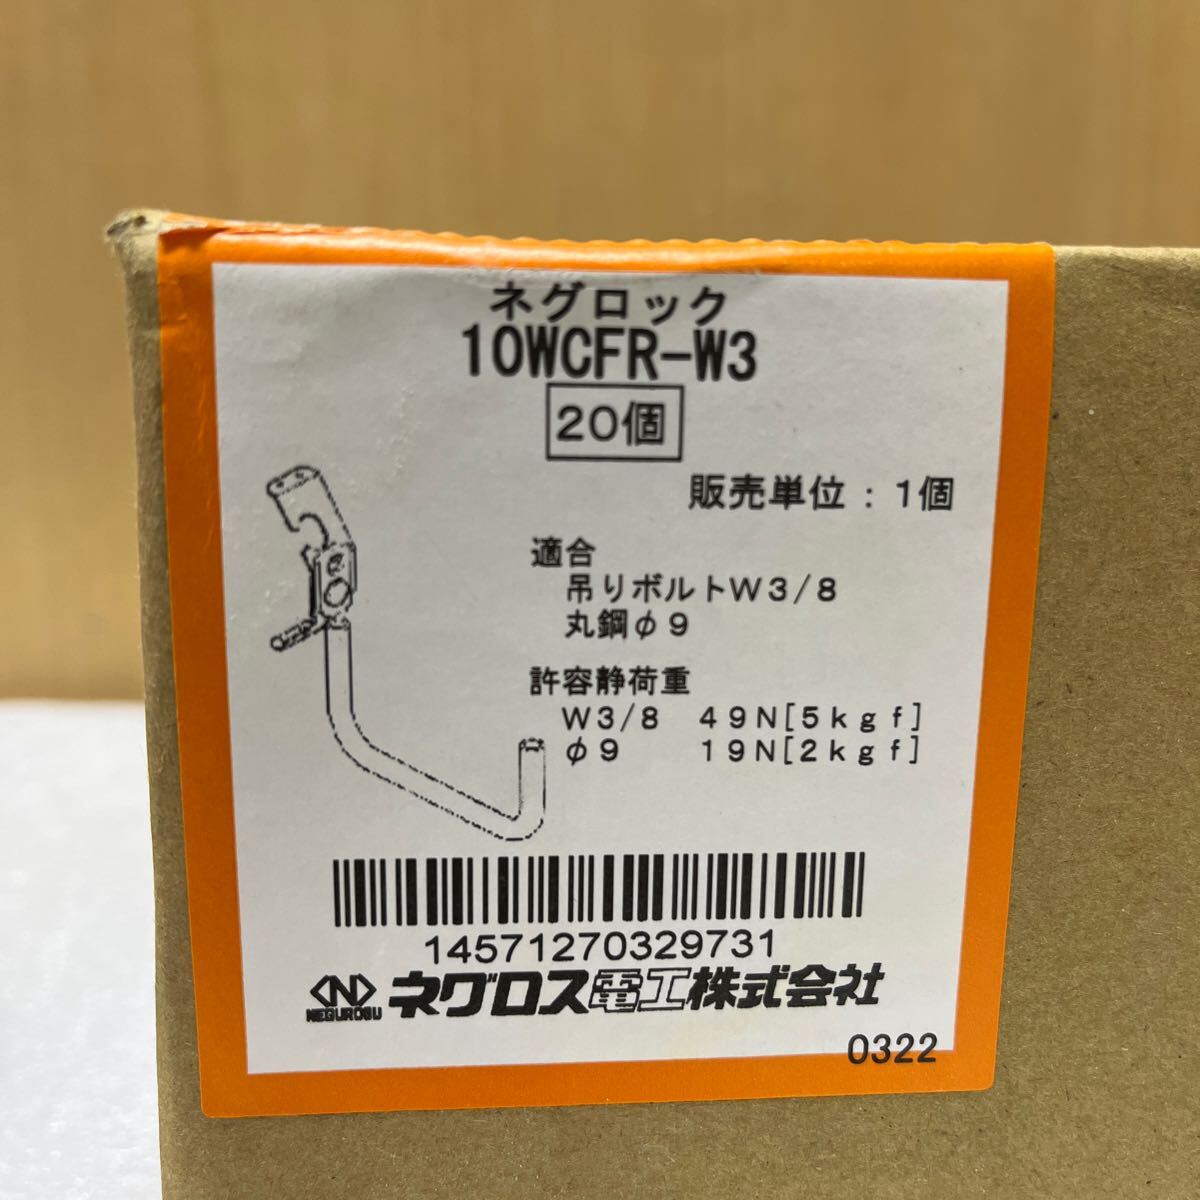 ネグロック
10WCFR-W3
20個
販売単位：1個
適合
吊りボルトW3/8
丸鋼φ9
許容静荷重
W3/8 49N[5kgf]
φ9 19N[2kgf]
14571270329731
N NEGUROSU ネグロス電工株式会社
0322